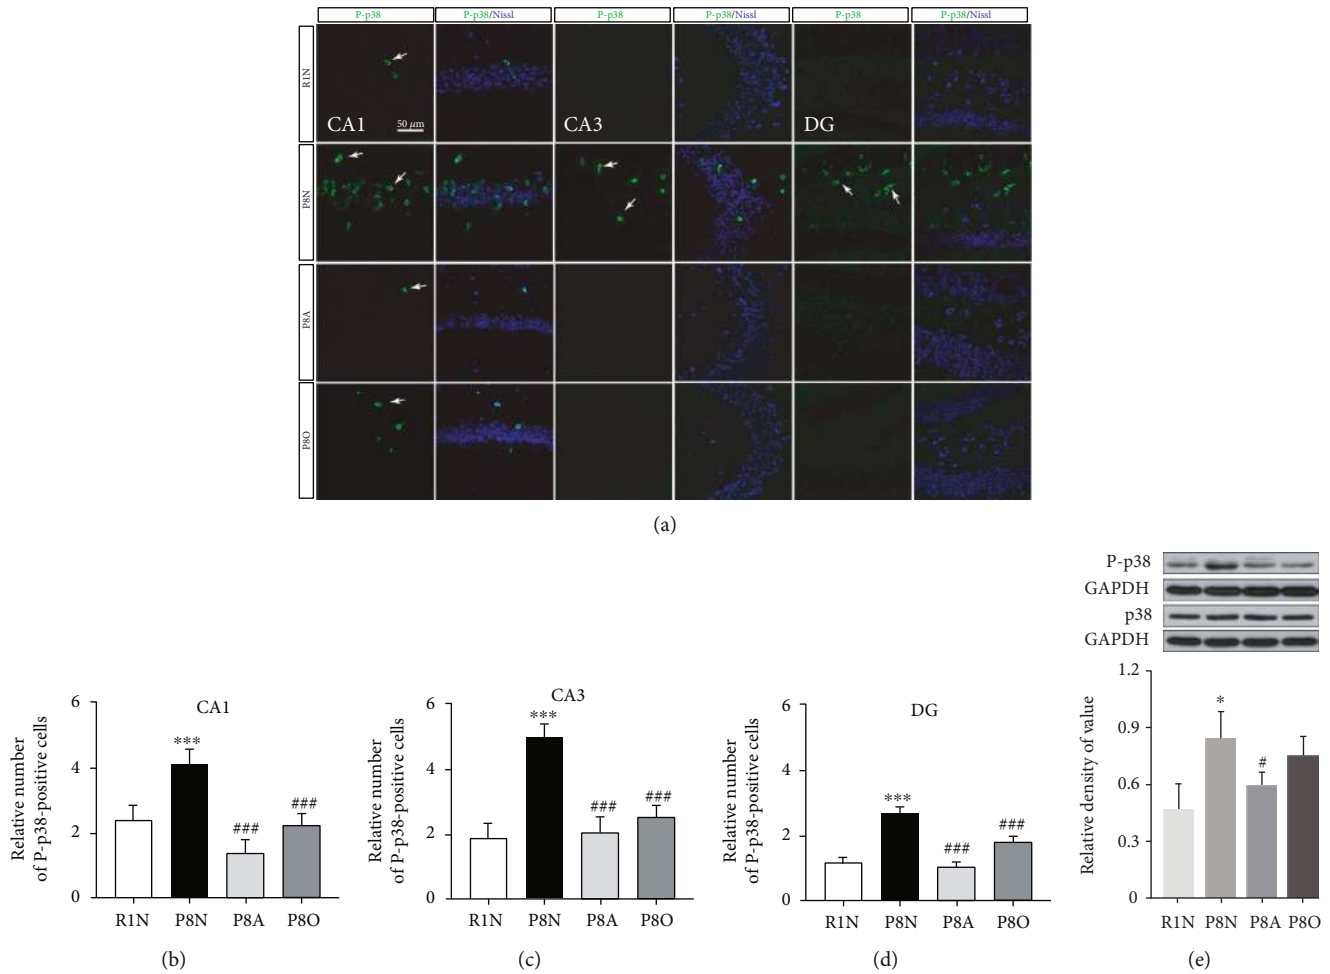 P-p38 P-p38/Nissl P-p38 P-p38/Nissl P-p38 P-p38/Nissl
R1N
CA1 50 μm CA3 DG
P8N
P8A
P8O
(a)
P-p38
GAPDH
p38
GAPDH
Relative number
of P-p38-positive cells
6
4
2
0
CA1
***
###
###
R1N P8N P8A P8O
(b)
Relative number
of P-p38-positive cells
6
4
2
0
CA3
***
###
###
R1N P8N P8A P8O
(c)
Relative number
of P-p38-positive cells
6
4
2
0
DG
***
###
###
R1N P8N P8A P8O
(d)
Relative density of value
1.2
0.9
0.6
0.3
0
*
#
R1N P8N P8A P8O
(e)